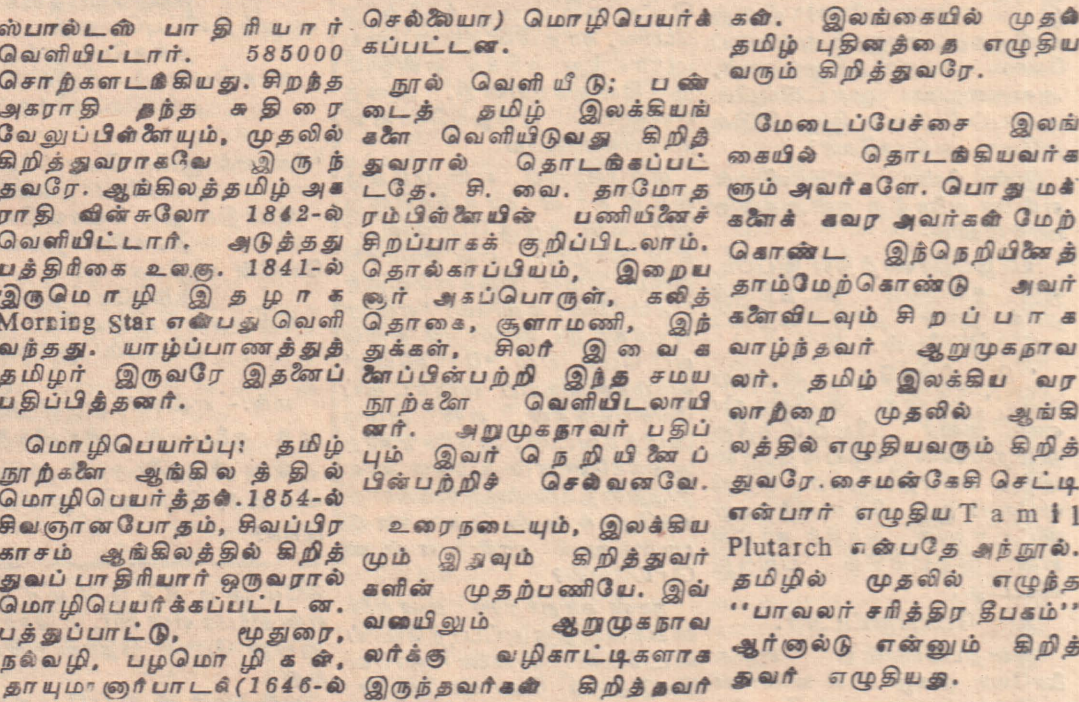 ஸ்பால்டஸ் பாதிரியார்
வெளியிட்டார். 585000
சொற்களடங்கியது. சிறந்த
அகராதி தந்த சுதிரை
வேலுப்பிள்ளையும், முதலில்
கிறித்துவராகவே இருந்
தவரே. ஆங்கிலத்தமிழ் அக
ராதி வின்சுலோ 1842-ல்
வெளியிட்டார். அடுத்தது
பத்திரிகை உலகு. 1841-ல்
இருமொழி இதழாக
Morning Star என்பது வெளி
வந்தது. யாழ்ப்பாணத்துத்
தமிழர் இருவரே இதனைப்
பதிப்பித்தனர்.
மொழிபெயர்ப்பு: தமிழ்
நூற்களை ஆங்கிலத்தில்
மொழிபெயர்த்தல்.1854-ல்
சிவஞானபோதம், சிவப்பிர
காசம் ஆங்கிலத்தில் கிறித்
துவப் பாதிரியார் ஒருவரால்
மொழிபெயர்க்கப்பட்டன.
பத்துப்பாட்டு, மூதுரை,
நல்வழி, பழமொழிகள்,
தாயுமானார்பாடல்(1646-ல்
செல்லையா) மொழிபெயர்க்
கப்பட்டன.
நூல் வெளியீடு; பண்
டைத் தமிழ் இலக்கியங்
களை வெளியிடுவது கிறித்
துவரால் தொடங்கப்பட்
டதே. சி. வை. தாமோத
ரம்பிள்ளையின் பணியினைச்
சிறப்பாகக் குறிப்பிடலாம்.
தொல்காப்பியம், இறைய
னார் அகப்பொருள், கலித்
தொகை, சூளாமணி, இந்
துக்கள், சிலர் இவைக
ளைப்பின்பற்றி இந்த சமய
நூற்களை வெளியிடலாயி
னர். அறுமுகநாவர் பதிப்
பும் இவர் நெறியினைப்
பின்பற்றிச் செல்வனவே.
உரைநடையும், இலக்கிய
மும் இதுவும் கிறித்துவர்
களின் முதற்பணியே. இவ்
வகையிலும் ஆறுமுகநாவ
லர்க்கு வழிகாட்டிகளாக
இருந்தவர்கள் கிறித்தவர்
கள். இலங்கையில் முதல்
தமிழ் புதினத்தை எழுதிய
வரும் கிறித்துவரே.
மேடைப்பேச்சை இலங்
கையில் தொடங்கியவர்க
ளும் அவர்களே. பொது மக்
களைக் கவர அவர்கள் மேற்
கொண்ட இந்நெறியினைத்
தாம்மேற்கொண்டு அவர்
களைவிடவும் சிறப்பாக
வாழ்ந்தவர் ஆறுமுகநாவ
லர். தமிழ் இலக்கிய வர
லாற்றை முதலில் ஆங்கி
லத்தில் எழுதியவரும் கிறித்
துவரே.சைமன்கேசி செட்டி
என்பார் எழுதிய Tamil
Plutarch என்பதே அந்நூல்.
தமிழில் முதலில் எழுந்த
‘‘பாவலர் சரித்திர தீபகம்’’
ஆர்னால்டு என்னும் கிறித்
துவர் எழுதியது.